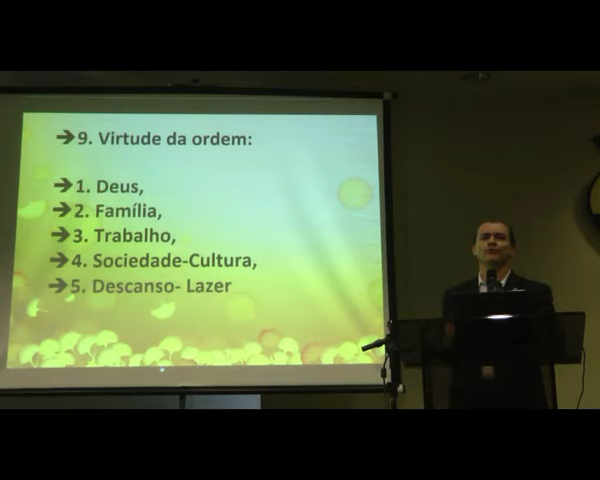 ➔9. Virtude da ordem:
➔1. Deus,
➔2. Família,
➔3. Trabalho,
➔4. Sociedade-Cultura,
➔5. Descanso- Lazer